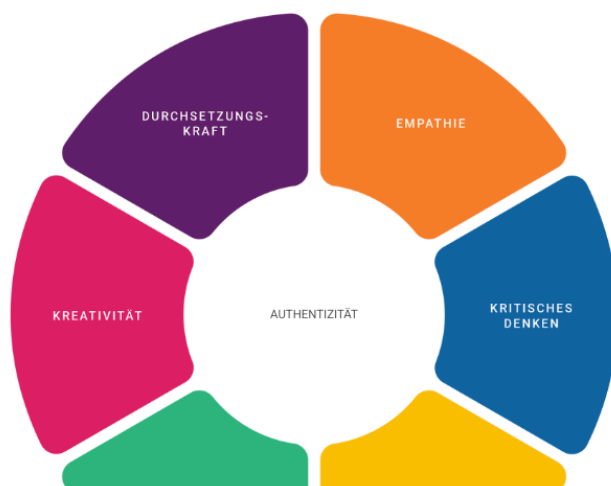 DURCHSETZUNGS-
KRAFT
EMPATHIE
KREATIVITÄT
AUTHENTIZITÄT
KRITISCHES
DENKEN